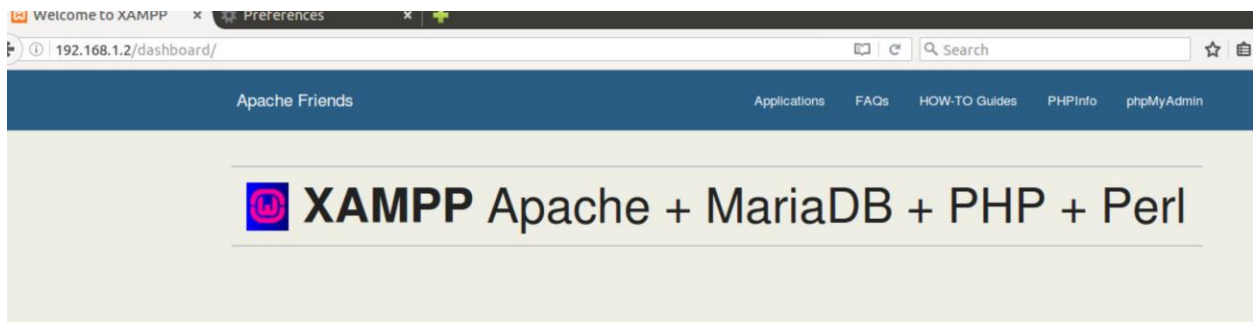 Welcome to XAMPP × Preferences ×
192.168.1.2/dashboard/ Search
Apache Friends Applications FAQs HOW-TO Guides PHPInfo phpMyAdmin
XAMPP Apache + MariaDB + PHP + Perl